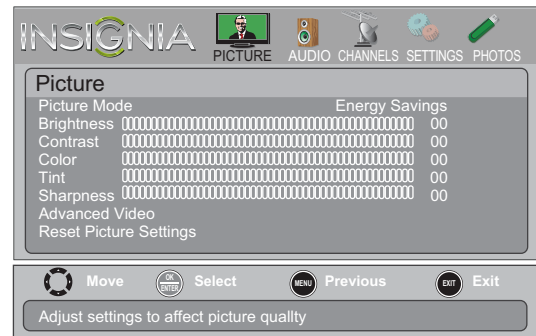 INSIGNIA
PICTURE AUDIO CHANNELS SETTINGS PHOTOS
Picture
Picture Mode Energy Savings
Brightness 00
Contrast 00
Color 00
Tint 00
Sharpness 00
Advanced Video
Reset Picture Settings
Move OK ENTER Select MENU Previous EXIT Exit
Adjust settings to affect picture quallty